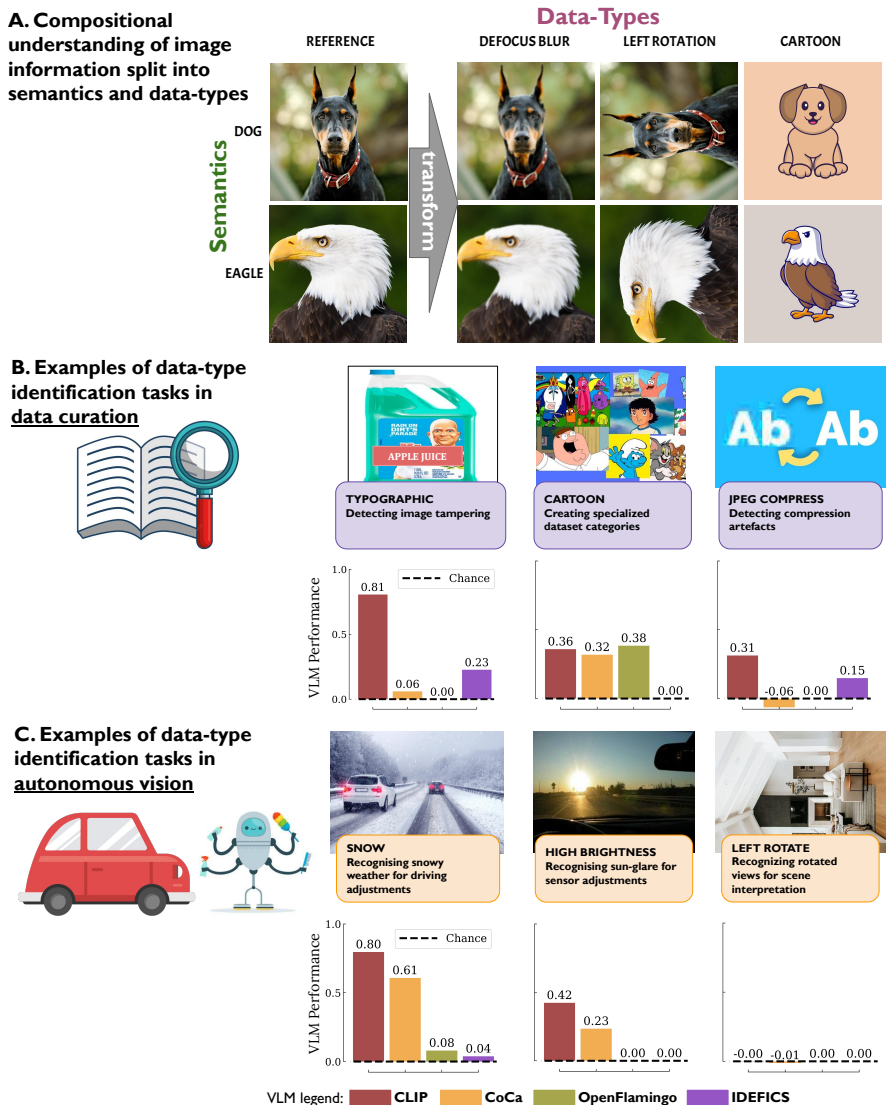 A. Compositional
understanding of image
information split into
semantics and data-types
Data-Types
REFERENCE
DEFOCUS BLUR
LEFT ROTATION
CARTOON
Semantics
DOG
EAGLE
transform
B. Examples of data-type
identification tasks in
data curation
RAIN ON
DIRT'S
PARADE
APPLE JUICE
Ab Ab
TYPOGRAPHIC
Detecting image tampering
CARTOON
Creating specialized
dataset categories
JPEG COMPRESS
Detecting compression
artefacts
VLM Performance
1.0
0.5
0.0
Chance
0.81
0.06
0.00
0.23
0.36
0.32
0.38
0.00
0.31
-0.06
0.00
0.15
C. Examples of data-type
identification tasks in
autonomous vision
SNOW
Recognising snowy
weather for driving
adjustments
HIGH BRIGHTNESS
Recognising sun-glare for
sensor adjustments
LEFT ROTATE
Recognizing rotated
views for scene
interpretation
VLM Performance
1.0
0.5
0.0
Chance
0.80
0.61
0.08
0.04
0.42
0.23
0.00
0.00
-0.00
-0.01
0.00
0.00
VLM legend: CLIP CoCa OpenFlamingo IDEFICS